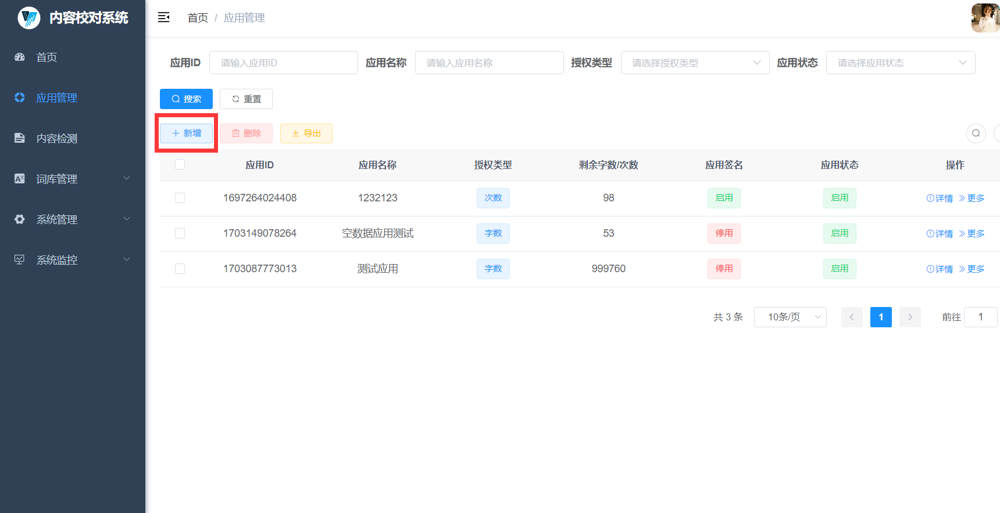 内容校对系统
首页 / 应用管理
首页
应用管理
内容检测
词库管理
系统管理
系统监控
应用ID 请输入应用ID 应用名称 请输入应用名称 授权类型 请选择授权类型 应用状态 请选择应用状态
搜索 重置
新增 删除 导出
应用ID 应用名称 授权类型 剩余字数/次数 应用签名 应用状态 操作
1697264024408 1232123 次数 98 启用 启用 详情 更多
1703149078264 空数据应用测试 字数 53 停用 启用 详情 更多
1703087773013 测试应用 字数 999760 停用 启用 详情 更多
共 3 条 10条/页 1 前往 1